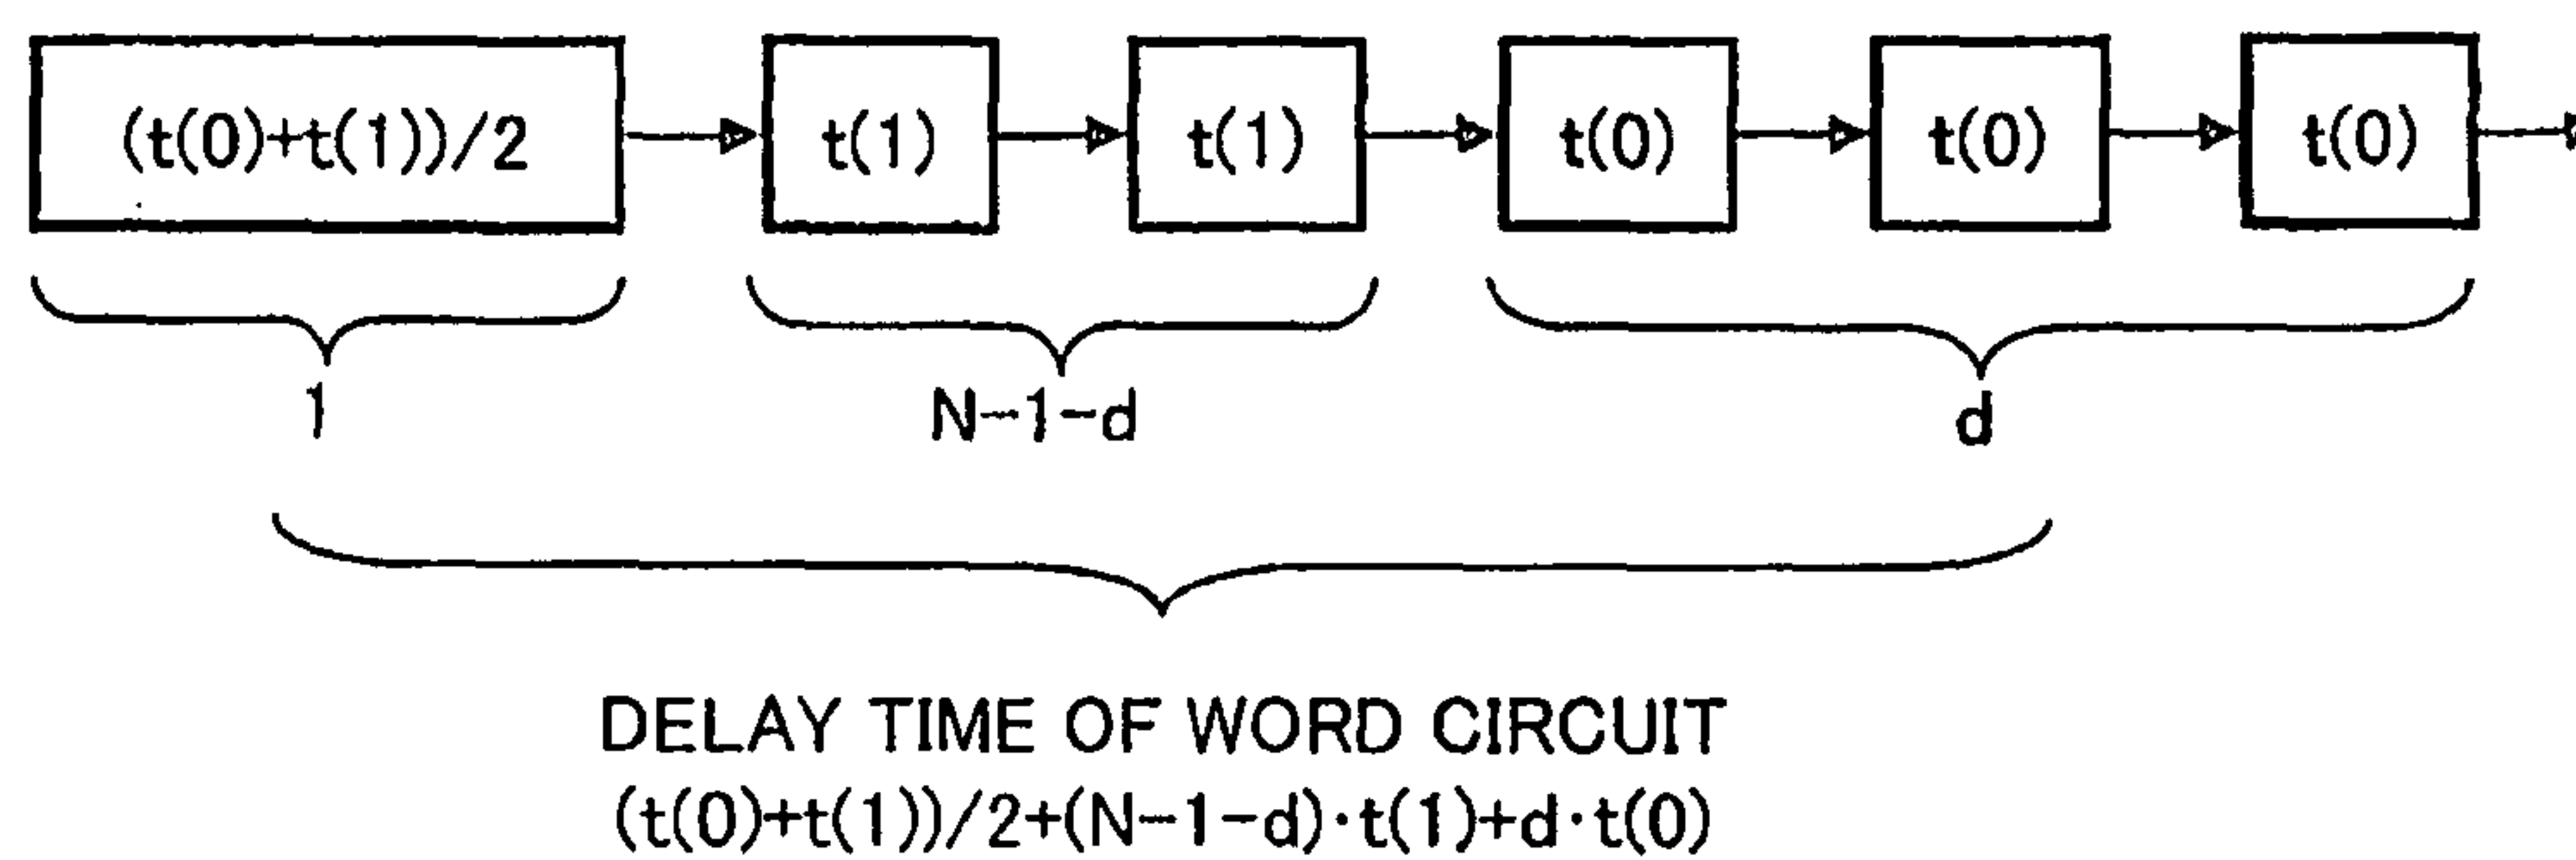 (t(0)+t(1))/2 t(1) t(1) t(0) t(0) t(0)
1 N-1-d d
DELAY TIME OF WORD CIRCUIT
(t(0)+t(1))/2+(N-1-d)·t(1)+d·t(0)